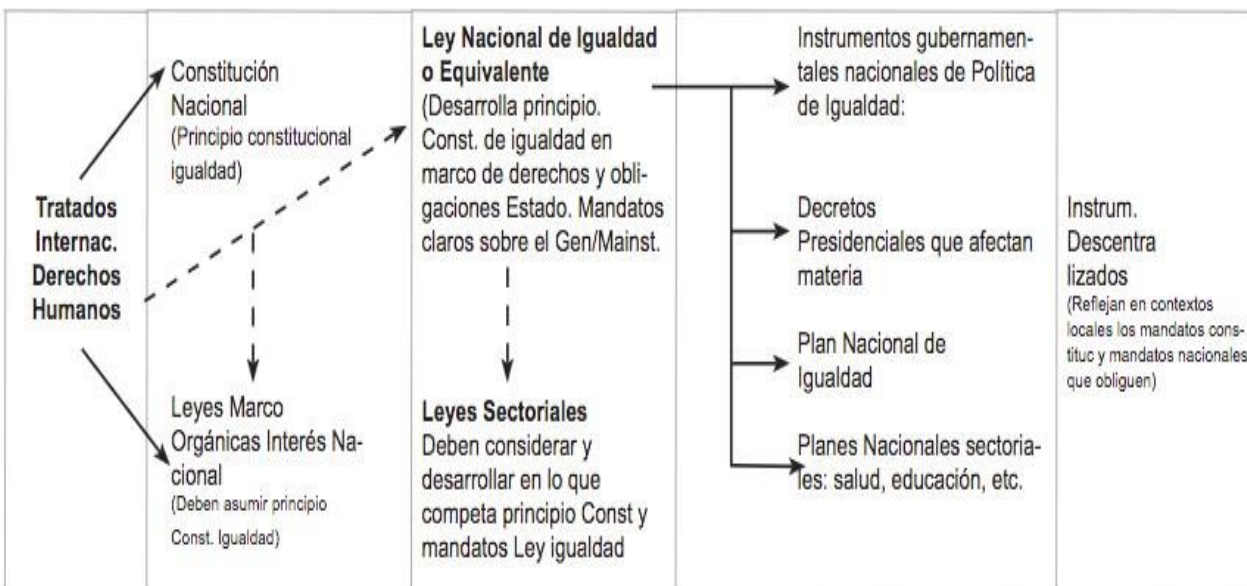 Tratados
Internac.
Derechos
Humanos
Constitución
Nacional
(Principio constitucional
igualdad)
Leyes Marco
Orgánicas Interés Na-
cional
(Deben asumir principio
Const. Igualdad)
Ley Nacional de Igualdad
o Equivalente
(Desarrolla principio.
Const. de igualdad en
marco de derechos y obli-
gaciones Estado. Mandatos
claros sobre el Gen/Mainst.
Leyes Sectoriales
Deben considerar y
desarrollar en lo que
competa principio Const y
mandatos Ley igualdad
Instrumentos gubernamen-
tales nacionales de Política
de Igualdad:
Decretos
Presidenciales que afectan
materia
Plan Nacional de
Igualdad
Planes Nacionales sectoria-
les: salud, educación, etc.
Instrum.
Descentra
lizados
(Reflejan en contextos
locales los mandatos cons-
tituc y mandatos nacionales
que obliguen)